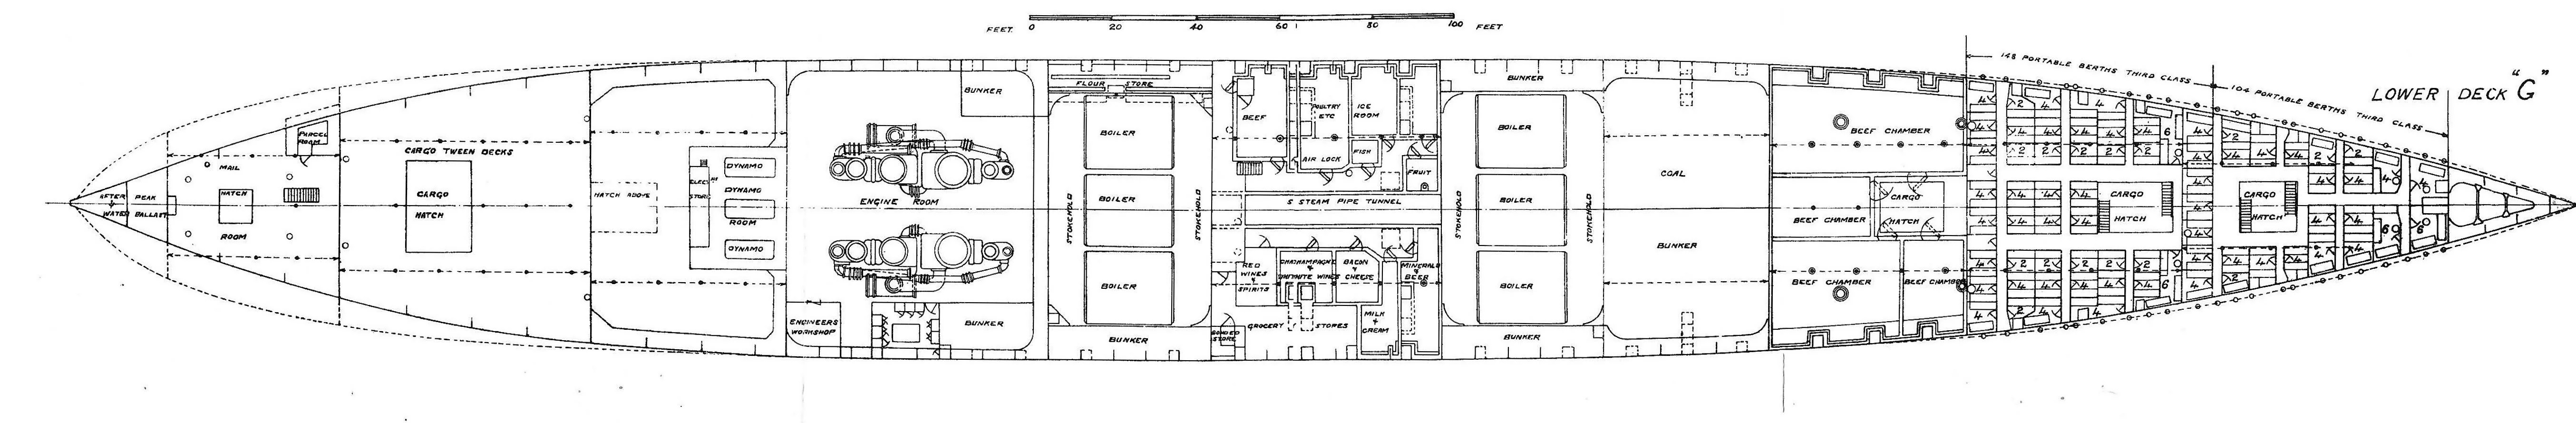 FEET. 0 20 40 60 80 100 FEET
LOWER DECK "G"
148 PORTABLE BERTHS THIRD CLASS
104 PORTABLE BERTHS THIRD CLASS
AFTER PEAK
WATER BALLAST
MAIL
HATCH
ROOM
PARCEL
ROOM
CARGO TWEEN DECKS
CARGO
HATCH
HATCH ABOVE
STORE
DYNAMO
DYNAMO
ROOM
DYNAMO
ENGINE ROOM
BUNKER
ENGINEERS
WORKSHOP
BUNKER
FLOUR STORE
STOKEHOLD
BOILER
BOILER
BOILER
STOKEHOLD
BUNKER
BEEF
POULTRY
ETC
ICE
ROOM
AIR LOCK
FISH
FRUIT
STEAM PIPE TUNNEL
RED
WINES
&
SPIRITS
BACON
&
CHEESE
MINERALS
&
BEER
GROCERY STORES
MILK
&
CREAM
BONDED
STORE
BUNKER
STOKEHOLD
BOILER
BOILER
BOILER
STOKEHOLD
BUNKER
COAL
BUNKER
BEEF CHAMBER
BEEF CHAMBER
CARGO
HATCH
BEEF CHAMBER
BEEF CHAMBER
CARGO
HATCH
CARGO
HATCH